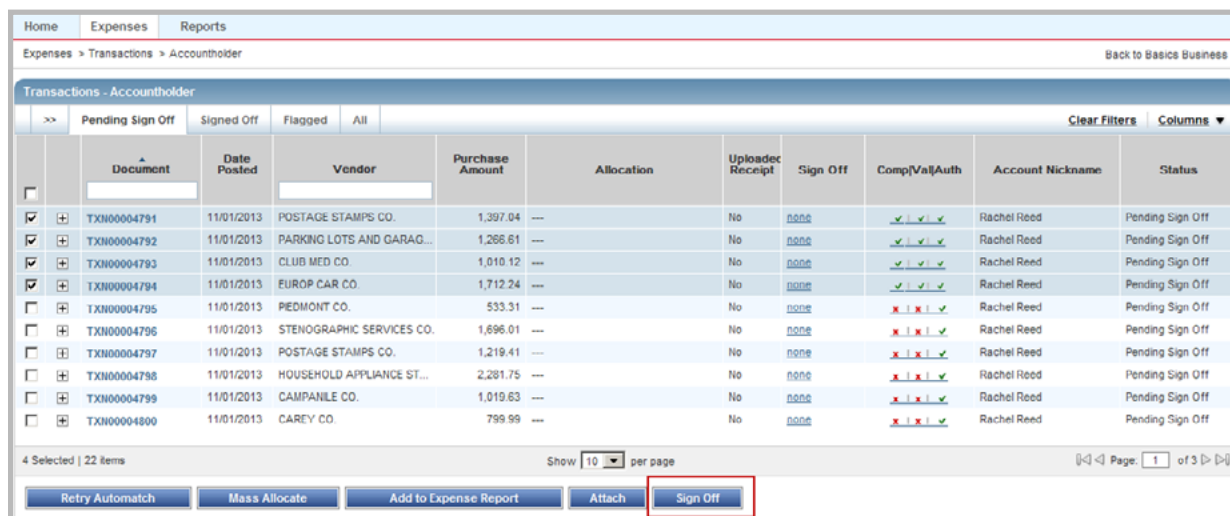 Home Expenses Reports
Expenses > Transactions > Accountholder Back to Basics Business
Transactions - Accountholder
>> Pending Sign Off Signed Off Flagged All Clear Filters Columns ▼
Document Date Posted Vendor Purchase Amount Allocation Uploaded Receipt Sign Off Comp|Val|Auth Account Nickname Status
TXN00004791 11/01/2013 POSTAGE STAMPS CO. 1,397.04 --- No none Rachel Reed Pending Sign Off
TXN00004792 11/01/2013 PARKING LOTS AND GARAG... 1,266.61 --- No none Rachel Reed Pending Sign Off
TXN00004793 11/01/2013 CLUB MED CO. 1,010.12 --- No none Rachel Reed Pending Sign Off
TXN00004794 11/01/2013 EUROP CAR CO. 1,712.24 --- No none Rachel Reed Pending Sign Off
TXN00004795 11/01/2013 PIEDMONT CO. 533.31 --- No none Rachel Reed Pending Sign Off
TXN00004796 11/01/2013 STENOGRAPHIC SERVICES CO. 1,696.01 --- No none Rachel Reed Pending Sign Off
TXN00004797 11/01/2013 POSTAGE STAMPS CO. 1,219.41 --- No none Rachel Reed Pending Sign Off
TXN00004798 11/01/2013 HOUSEHOLD APPLIANCE ST... 2,281.75 --- No none Rachel Reed Pending Sign Off
TXN00004799 11/01/2013 CAMPANILE CO. 1,019.63 --- No none Rachel Reed Pending Sign Off
TXN00004800 11/01/2013 CAREY CO. 799.99 --- No none Rachel Reed Pending Sign Off
4 Selected | 22 items Show 10 per page Page: 1 of 3
Retry Automatch Mass Allocate Add to Expense Report Attach Sign Off